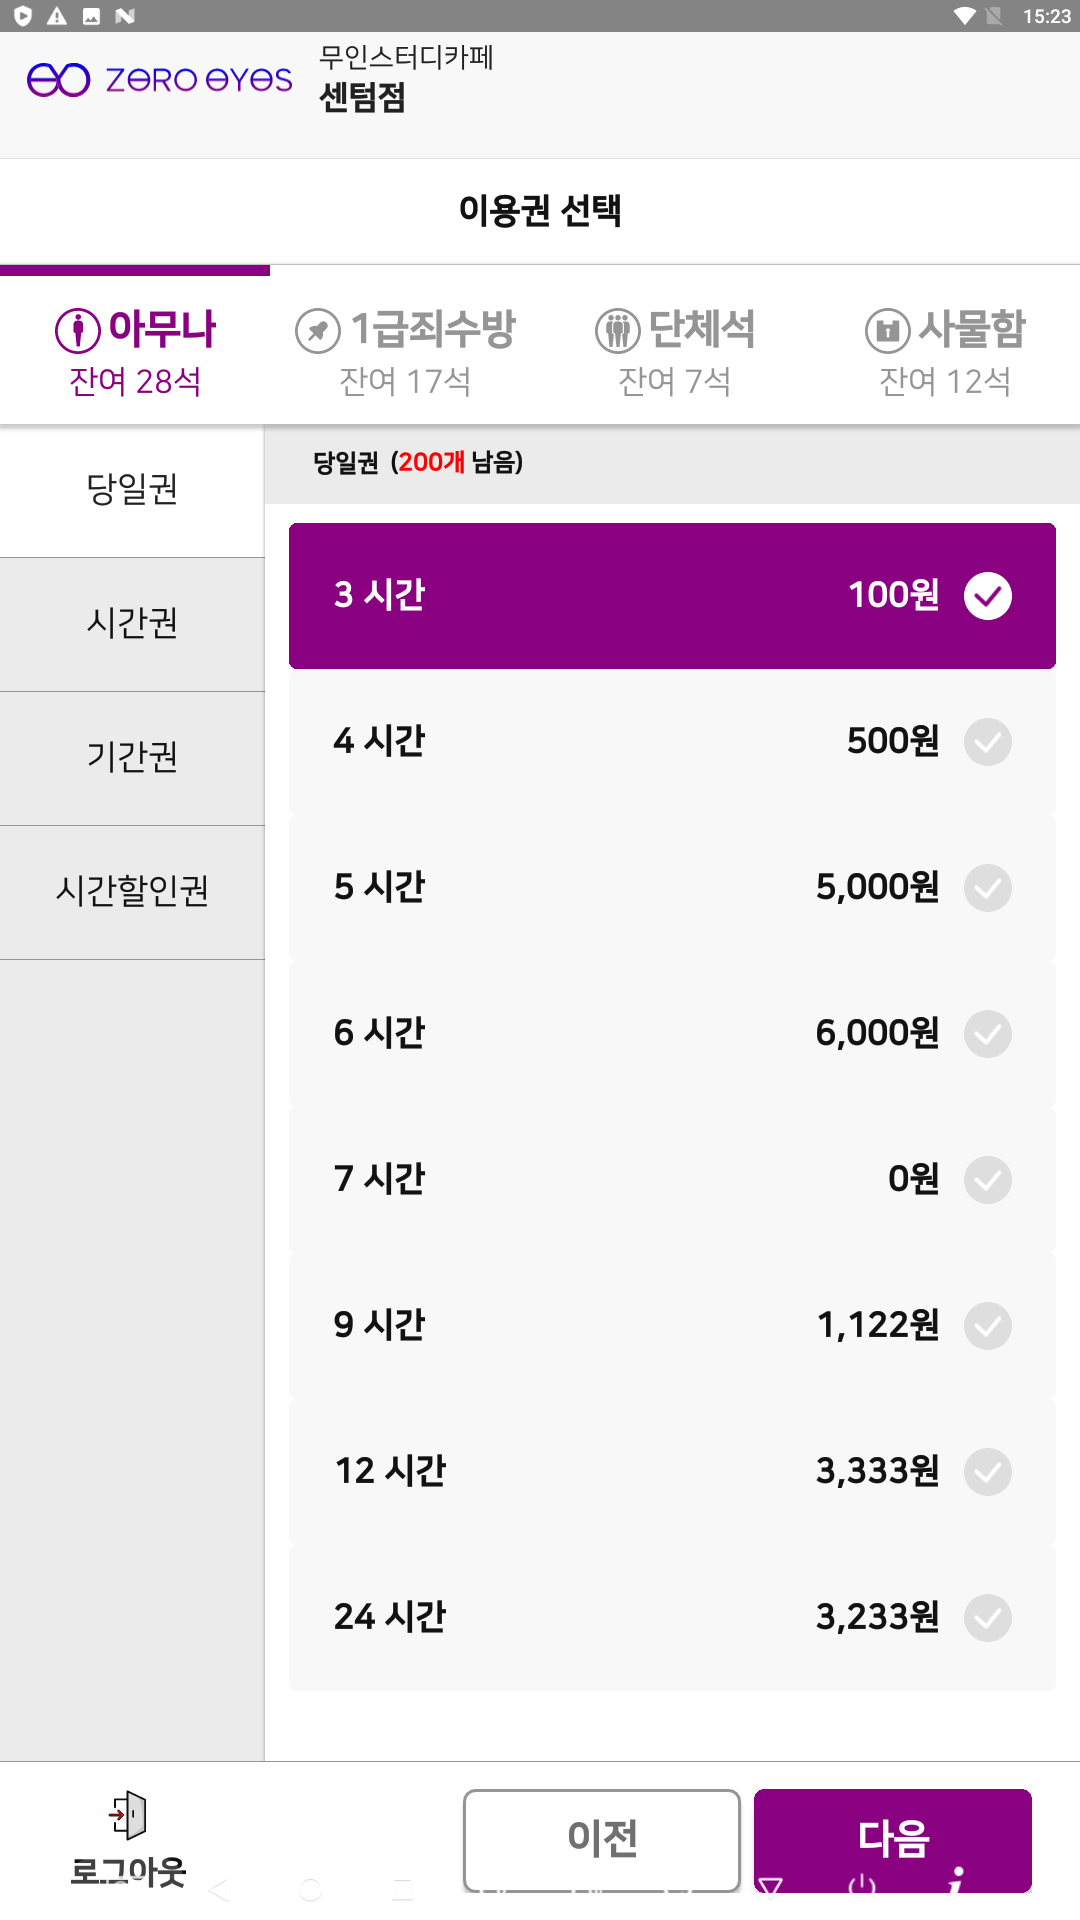 15:23
ZERO EYES
무인스터디카페
센텀점
이용권 선택
아무나
잔여 28석
1급죄수방
잔여 17석
단체석
잔여 7석
사물함
잔여 12석
당일권
시간권
기간권
시간할인권
당일권 (200개 남음)
3 시간 100원
4 시간 500원
5 시간 5,000원
6 시간 6,000원
7 시간 0원
9 시간 1,122원
12 시간 3,333원
24 시간 3,233원
로그아웃
이전
다음